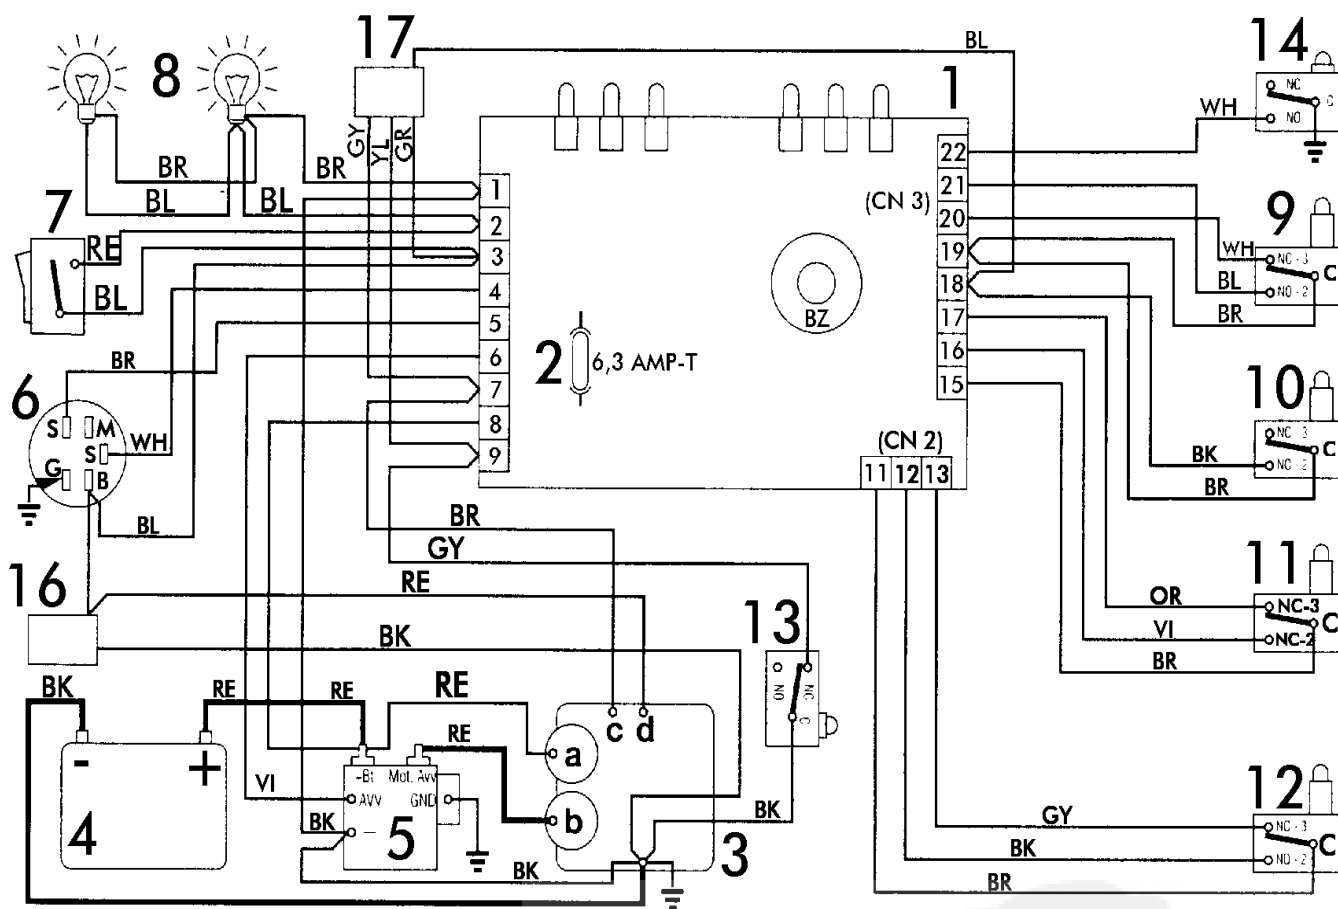 17
BL
14
8
1
NC
C
WH
NO
GY
YL
GR
22
BR
BR
21
1
(CN 3)
9
7
BL
BL
2
20
RE
3
19
WH
NC - 3
C
BL
4
18
BL
NO - 2
BZ
BR
5
17
2
6,3 AMP-T
6
16
BR
7
15
10
6
8
NC - 3
S
M
WH
(CN 2)
C
S
9
BK
NO - 2
G
B
11
12
13
BR
BL
BR
GY
11
16
RE
13
OR
NC-3
C
BK
VI
NC-2
NO
NC
BR
BK
RE
RE
RE
C
c
d
RE
a
-
+
-Bt
Mot. Avv
12
VI
AVV
GND
GY
NC - 3
4
BK
-
5
b
BK
C
3
BK
NO - 2
BK
BR